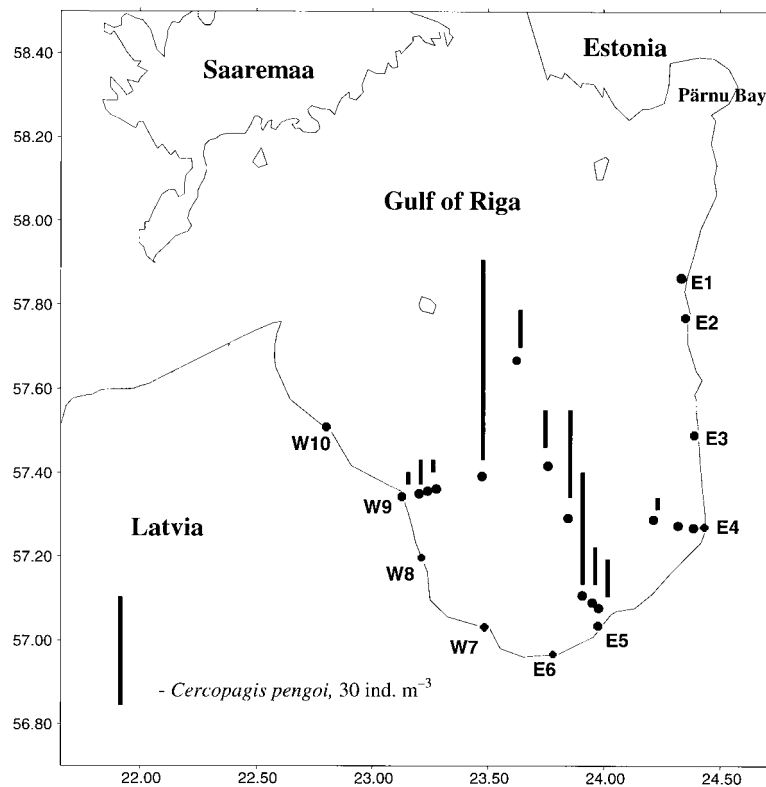 58.40
58.20
58.00
57.80
57.60
57.40
57.20
57.00
56.80
Saaremaa
Estonia
Pärnu Bay
Gulf of Riga
E1
E2
W10
E3
W9
E4
Latvia
W8
W7
E6
E5
- Cercopagis pengoi, 30 ind. m⁻³
22.00
22.50
23.00
23.50
24.00
24.50